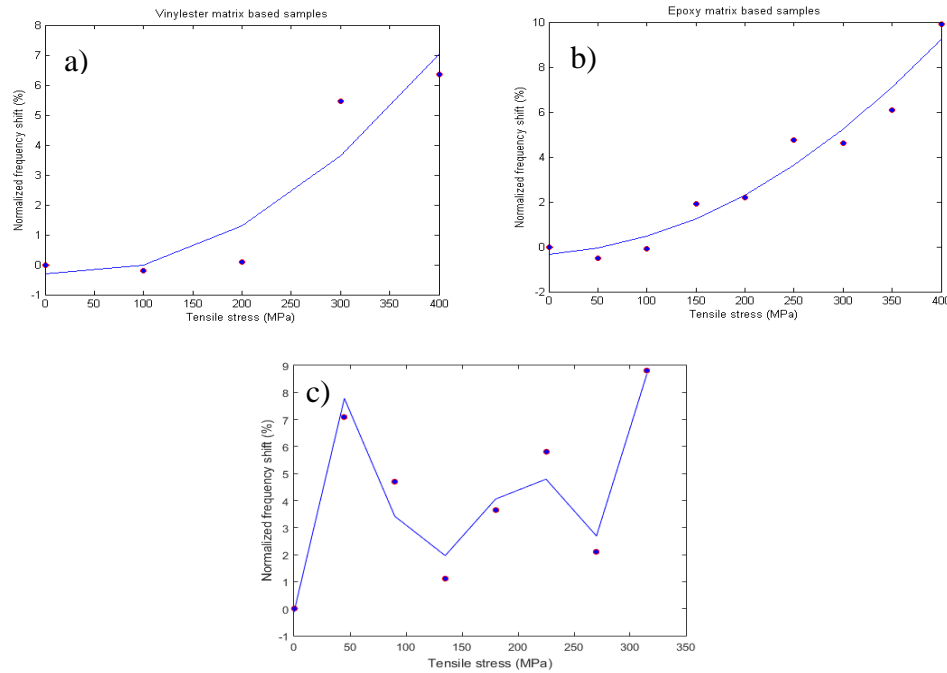 Vinylester matrix based samples
a)
Normalized frequency shift (%)
8
7
6
5
4
3
2
1
0
-1
0 50 100 150 200 250 300 350 400
Tensile stress (MPa)
Epoxy matrix based samples
b)
Normalized frequency shift (%)
10
8
6
4
2
0
-2
0 50 100 150 200 250 300 350 400
Tensile stress (MPa)
c)
Normalized frequency shift (%)
9
8
7
6
5
4
3
2
1
0
-1
0 50 100 150 200 250 300 350
Tensile stress (MPa)